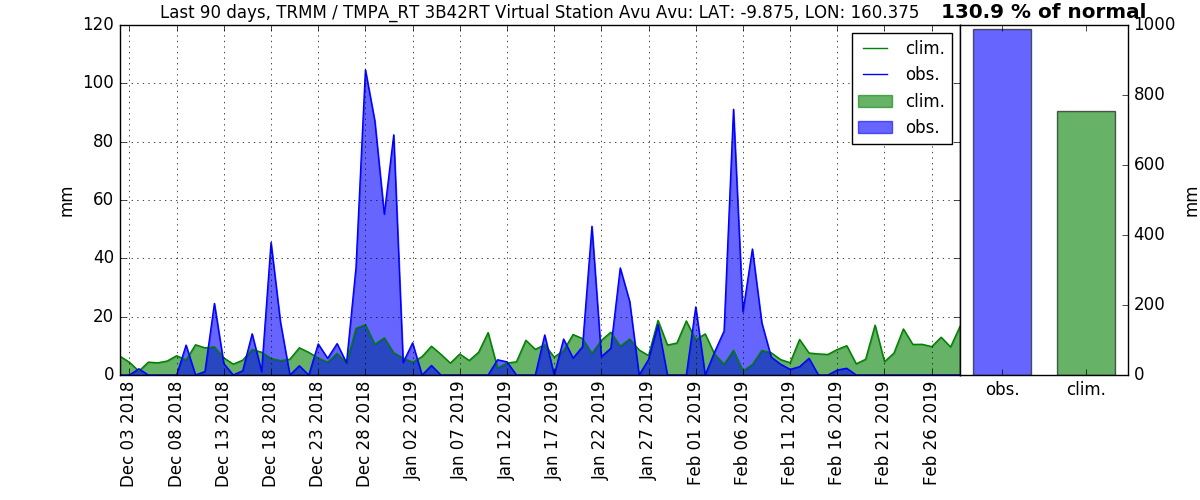 Last 90 days, TRMM / TMPA_RT 3B42RT Virtual Station Avu Avu: LAT: -9.875, LON: 160.375
130.9 % of normal
120
100
80
60
40
20
0
mm
clim.
obs.
clim.
obs.
Dec 03 2018
Dec 08 2018
Dec 13 2018
Dec 18 2018
Dec 23 2018
Dec 28 2018
Jan 02 2019
Jan 07 2019
Jan 12 2019
Jan 17 2019
Jan 22 2019
Jan 27 2019
Feb 01 2019
Feb 06 2019
Feb 11 2019
Feb 16 2019
Feb 21 2019
Feb 26 2019
1000
800
600
400
200
0
mm
obs.
clim.